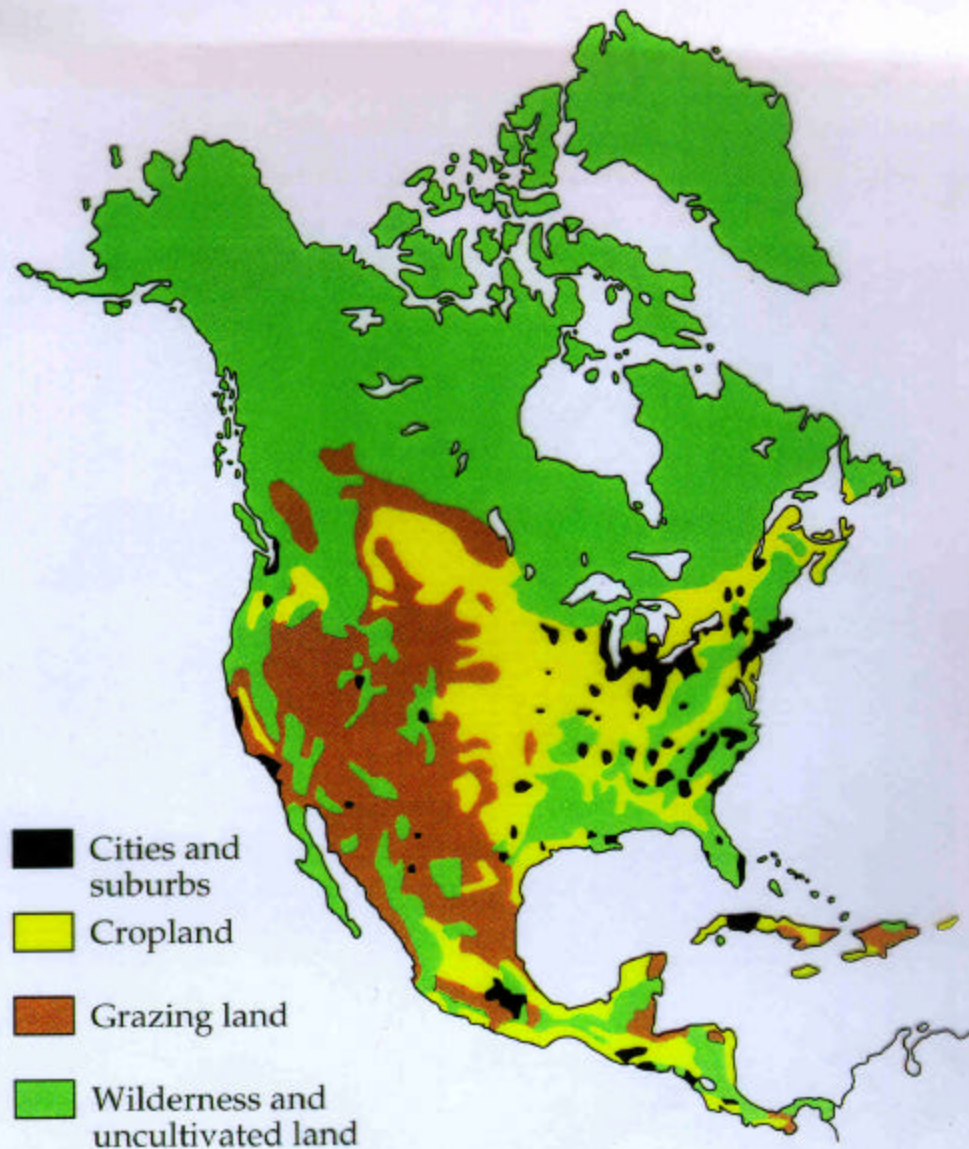 Cities and
suburbs
Cropland
Grazing land
Wilderness and
uncultivated land